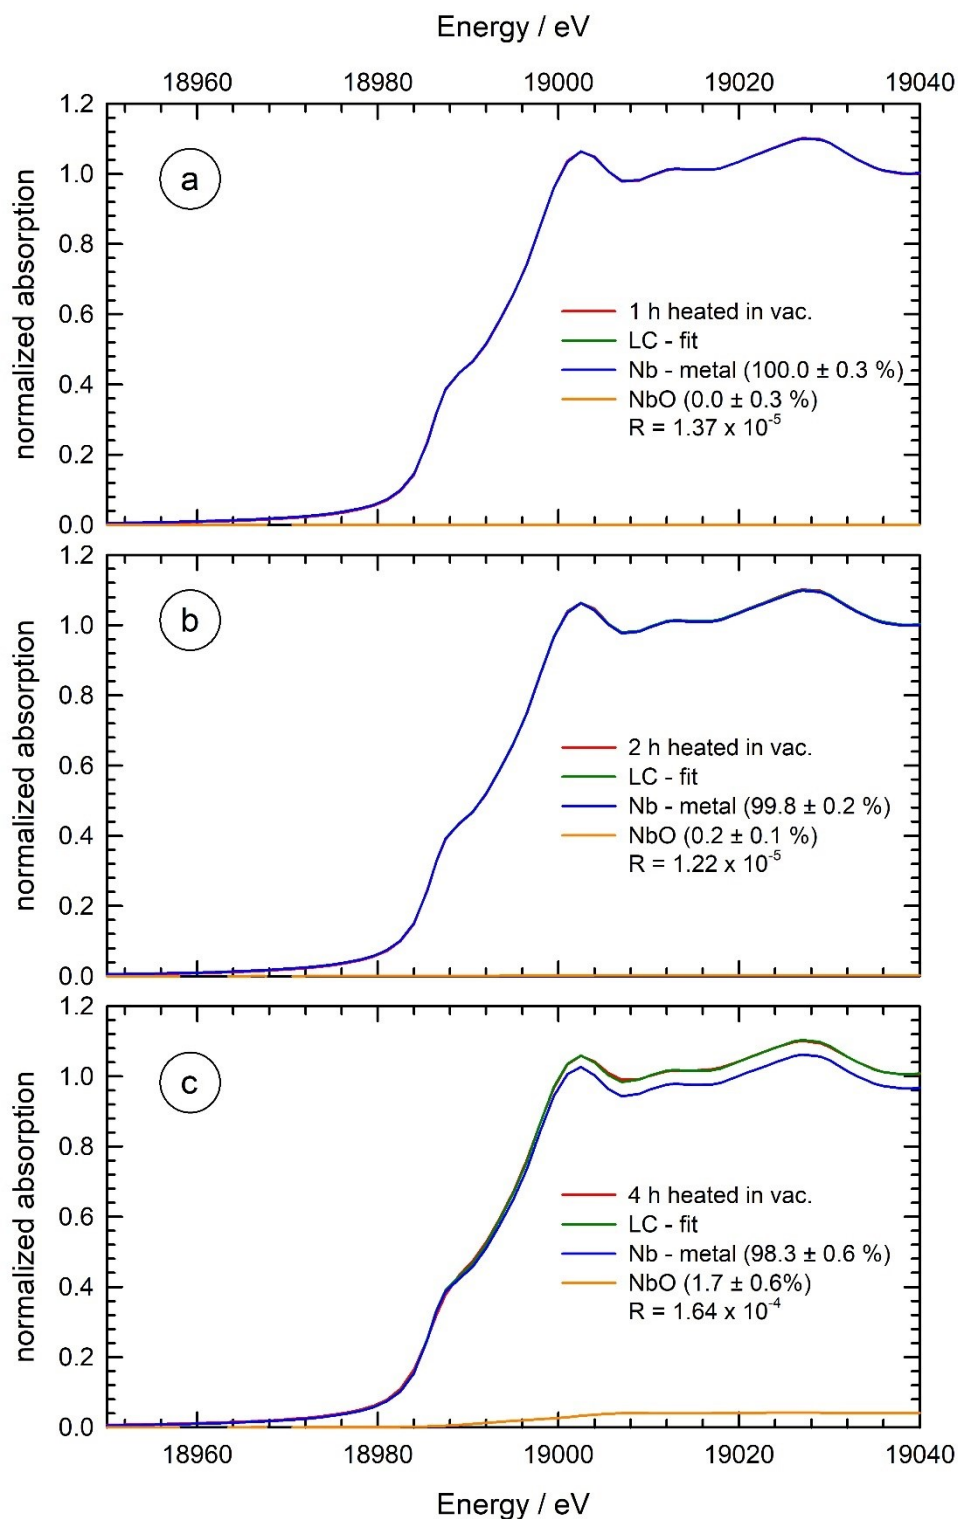 Energy / eV
18960 18980 19000 19020 19040
1.2
1.0
0.8
0.6
0.4
0.2
0.0
normalized absorption
a
1 h heated in vac.
LC - fit
Nb - metal (100.0 ± 0.3 %)
NbO (0.0 ± 0.3 %)
R = 1.37 x 10⁻⁵
1.2
1.0
0.8
0.6
0.4
0.2
0.0
normalized absorption
b
2 h heated in vac.
LC - fit
Nb - metal (99.8 ± 0.2 %)
NbO (0.2 ± 0.1 %)
R = 1.22 x 10⁻⁵
1.2
1.0
0.8
0.6
0.4
0.2
0.0
normalized absorption
c
4 h heated in vac.
LC - fit
Nb - metal (98.3 ± 0.6 %)
NbO (1.7 ± 0.6%)
R = 1.64 x 10⁻⁴
18960 18980 19000 19020 19040
Energy / eV